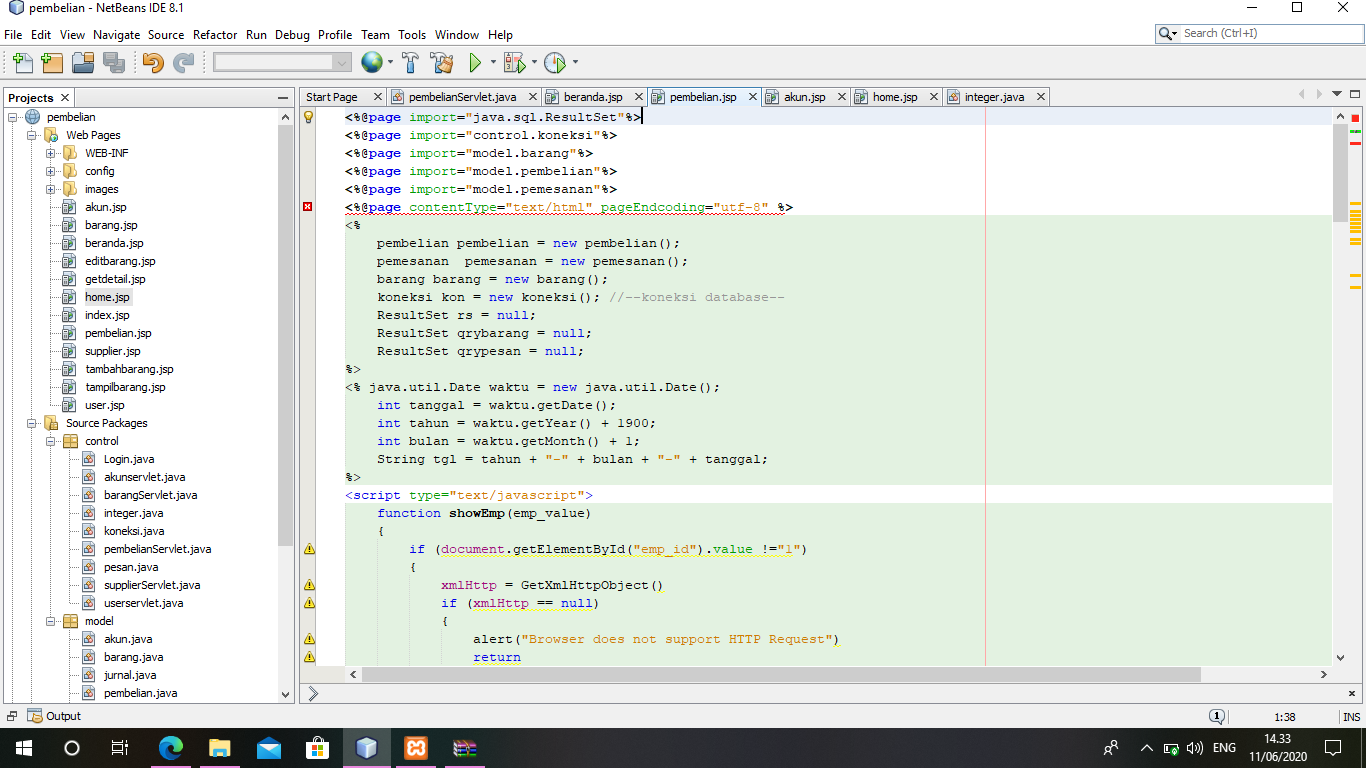 pembelian - NetBeans IDE 8.1
File Edit View Navigate Source Refactor Run Debug Profile Team Tools Window Help
Search (Ctrl+I)
Projects
Start Page pembelianServlet.java beranda.jsp pembelian.jsp akun.jsp home.jsp integer.java
pembelian
Web Pages
WEB-INF
config
images
akun.jsp
barang.jsp
beranda.jsp
editbarang.jsp
getdetail.jsp
home.jsp
index.jsp
pembelian.jsp
supplier.jsp
tambahbarang.jsp
tampilbarang.jsp
user.jsp
Source Packages
control
Login.java
akunservlet.java
barangServlet.java
integer.java
koneksi.java
pembelianServlet.java
pesan.java
supplierServlet.java
userservlet.java
model
akun.java
barang.java
jurnal.java
pembelian.java
<%@page import="java.sql.ResultSet"%>
<%@page import="control.koneksi"%>
<%@page import="model.barang"%>
<%@page import="model.pembelian"%>
<%@page import="model.pemesanan"%>
<%@page contentType="text/html" pageEndcoding="utf-8" %>
<%
pembelian pembelian = new pembelian();
pemesanan  pemesanan = new pemesanan();
barang barang = new barang();
koneksi kon = new koneksi(); //--koneksi database--
ResultSet rs = null;
ResultSet qrybarang = null;
ResultSet qrypesan = null;
%>
<% java.util.Date waktu = new java.util.Date();
int tanggal = waktu.getDate();
int tahun = waktu.getYear() + 1900;
int bulan = waktu.getMonth() + 1;
String tgl = tahun + "-" + bulan + "-" + tanggal;
%>
<script type="text/javascript">
function showEmp(emp_value)
{
if (document.getElementById("emp_id").value !="1")
{
xmlHttp = GetXmlHttpObject()
if (xmlHttp == null)
{
alert("Browser does not support HTTP Request")
return
Output
1
1:38
INS
ENG
14.33
11/06/2020